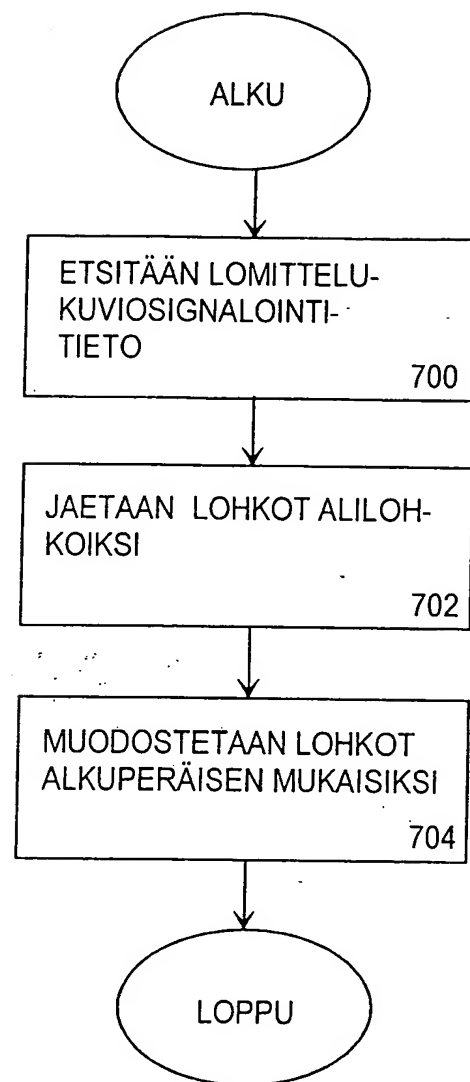 ALKU
ETSITÄÄN LOMITTELU-
KUVIOSIGNALOINTI-
TIETO
700
JAETAAN LOHKOT ALILOH-
KOIKSI
702
MUODOSTETAAN LOHKOT
ALKUPERÄISEN MUKAISIKSI
704
LOPPU